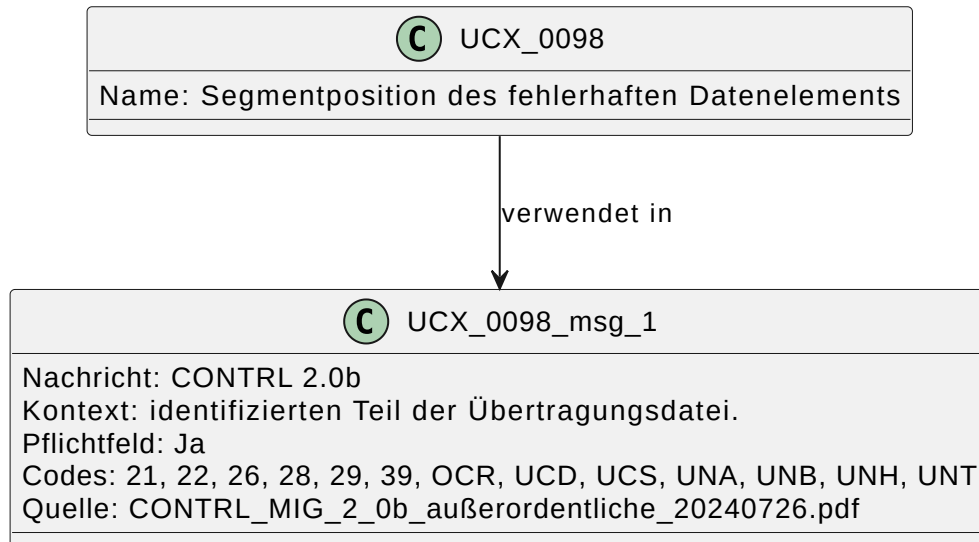 C UCX_0098
Name: Segmentposition des fehlerhaften Datenelements
verwendet in
C UCX_0098_msg_1
Nachricht: CONTRL 2.0b
Kontext: identifizierten Teil der Übertragungsdatei.
Pflichtfeld: Ja
Codes: 21, 22, 26, 28, 29, 39, OCR, UCD, UCS, UNA, UNB, UNH, UNT
Quelle: CONTRL_MIG_2_0b_außerordentliche_20240726.pdf